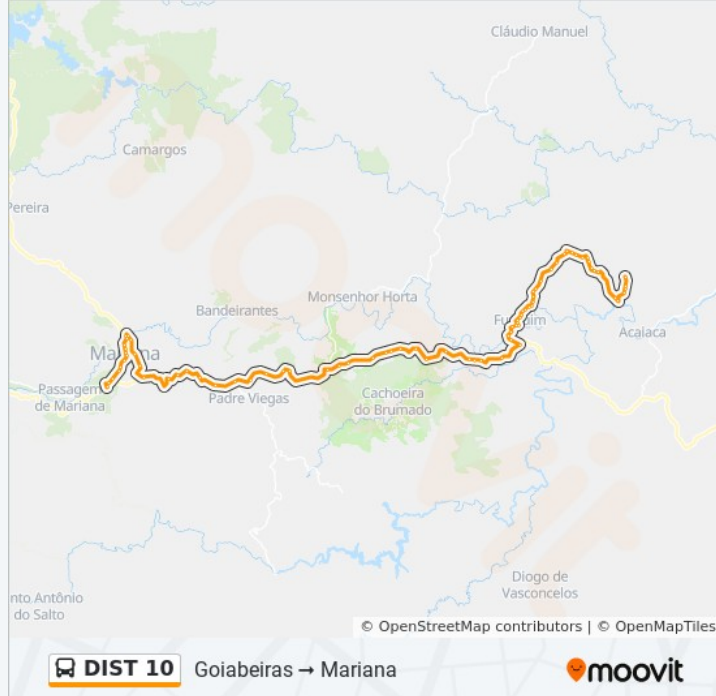 Cláudio Manuel
Camargos
Pereira
Monsenhor Horta
Bandeirantes
Acaiaca
Passagem
de Mariana
Padre Viegas
Cachoeira
do Brumado
Diogo de
Vasconcelos
nto Antônio
do Salto
© OpenStreetMap contributors | © OpenMapTiles
DIST 10 Goiabeiras → Mariana
moovit